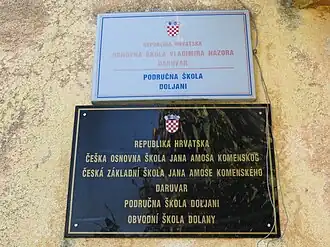 REPUBLIKA HRVATSKA
OSNOVNA ŠKOLA VLADIMIRA NAZORA
DARUVAR
PODRUČNA ŠKOLA
DOLJANI
REPUBLIKA HRVATSKA
ČEŠKA OSNOVNA ŠKOLA JANA AMOSA KOMENSKOG
ČESKÁ ZÁKLADNÍ ŠKOLA JANA AMOSE KOMENSKÉHO
DARUVAR
PODRUČNA ŠKOLA DOLJANI
OBVODNÍ ŠKOLA DOLANY